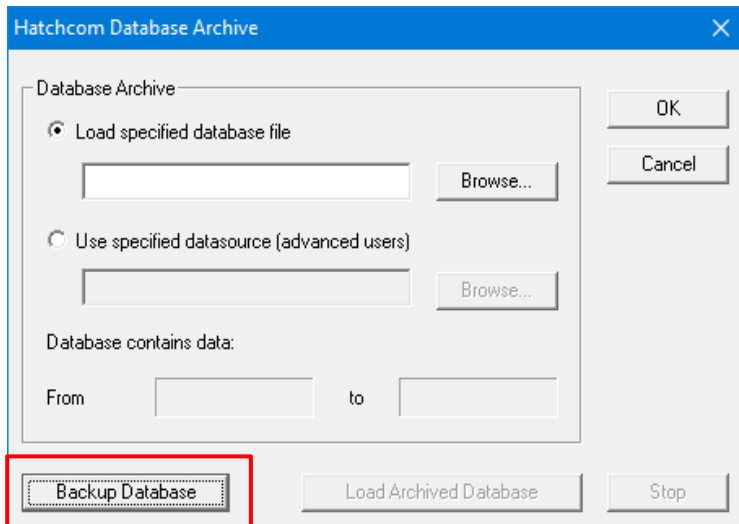 Hatchcom Database Archive
Database Archive
OK
Load specified database file
Cancel
Browse...
Use specified datasource (advanced users)
Browse...
Database contains data:
From to
Backup Database Load Archived Database Stop